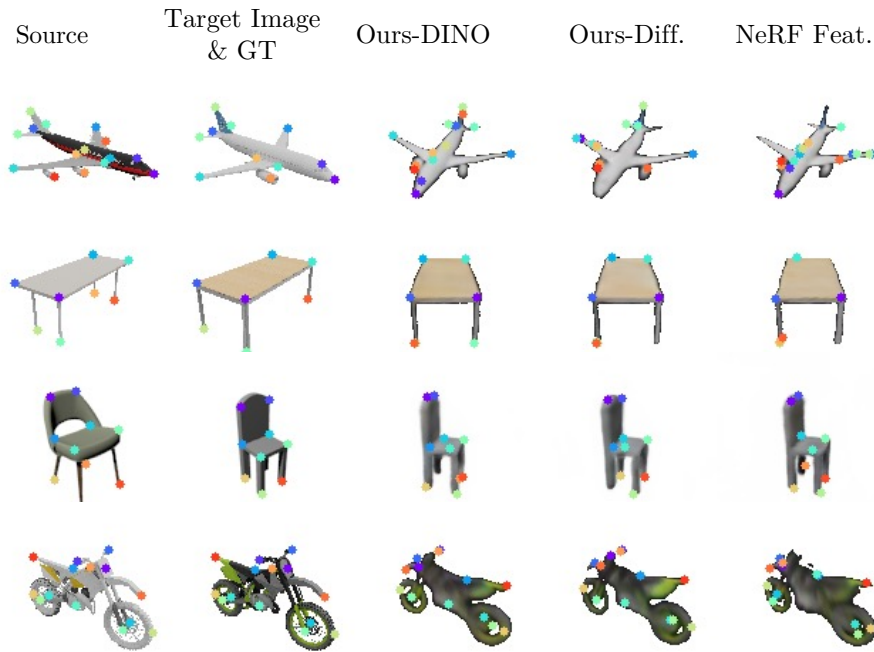 Source
Target Image
& GT
Ours-DINO
Ours-Diff.
NeRF Feat.